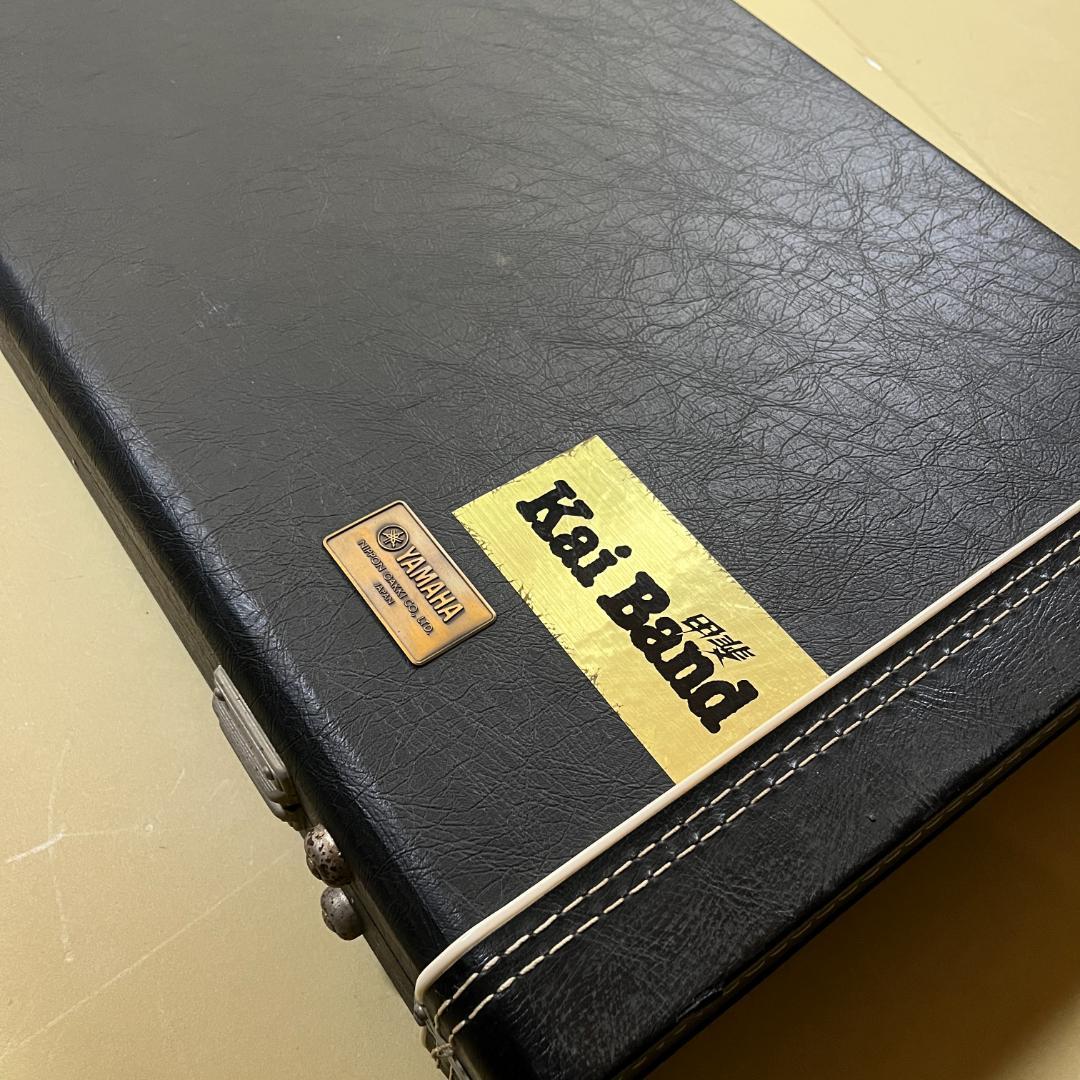 YAMAHA
NIPPON GAKKI CO., LTD.
JAPAN
Kai Band
甲斐